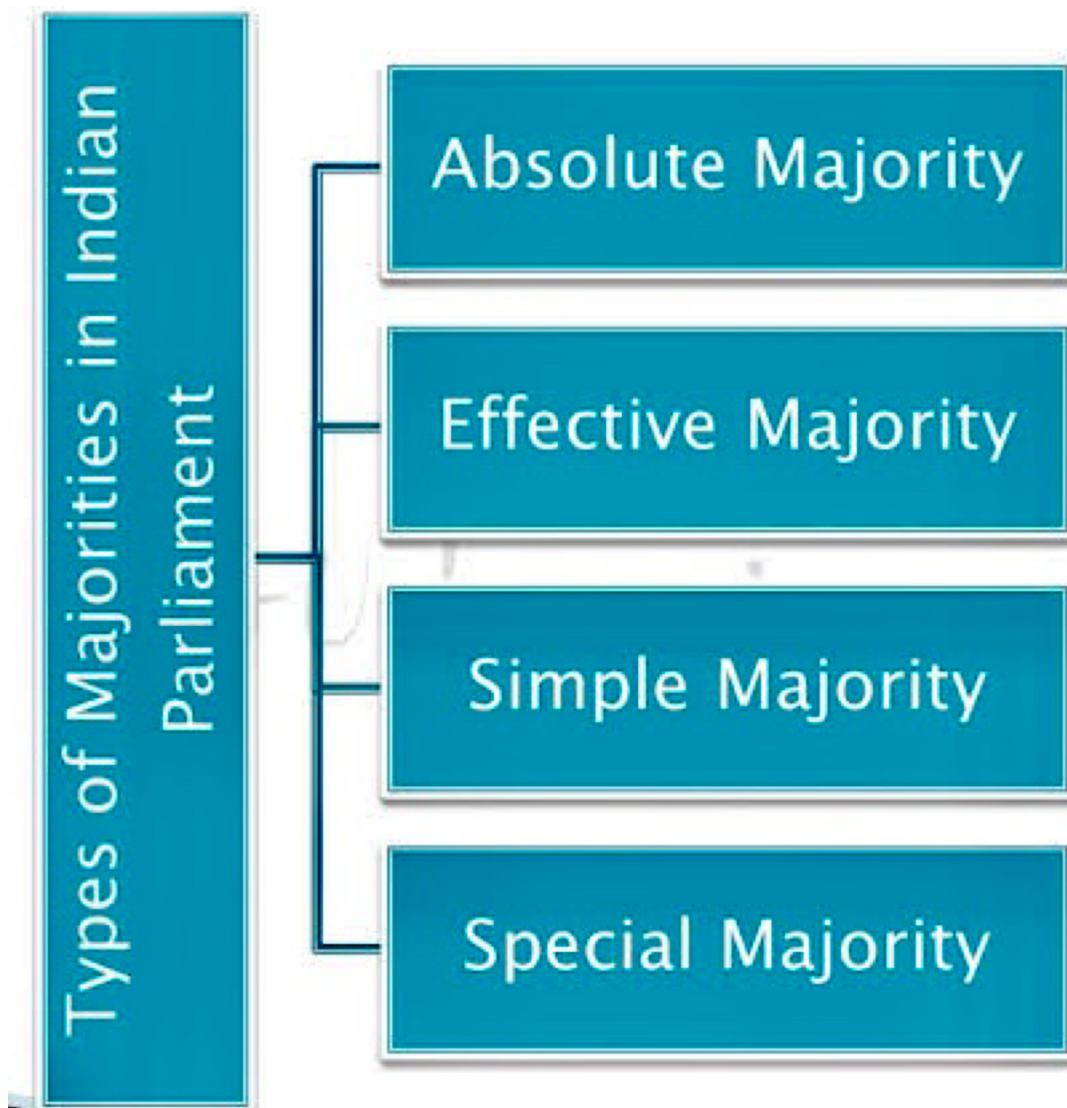 Types of Majorities in Indian
Parliament
Absolute Majority
Effective Majority
Simple Majority
Special Majority